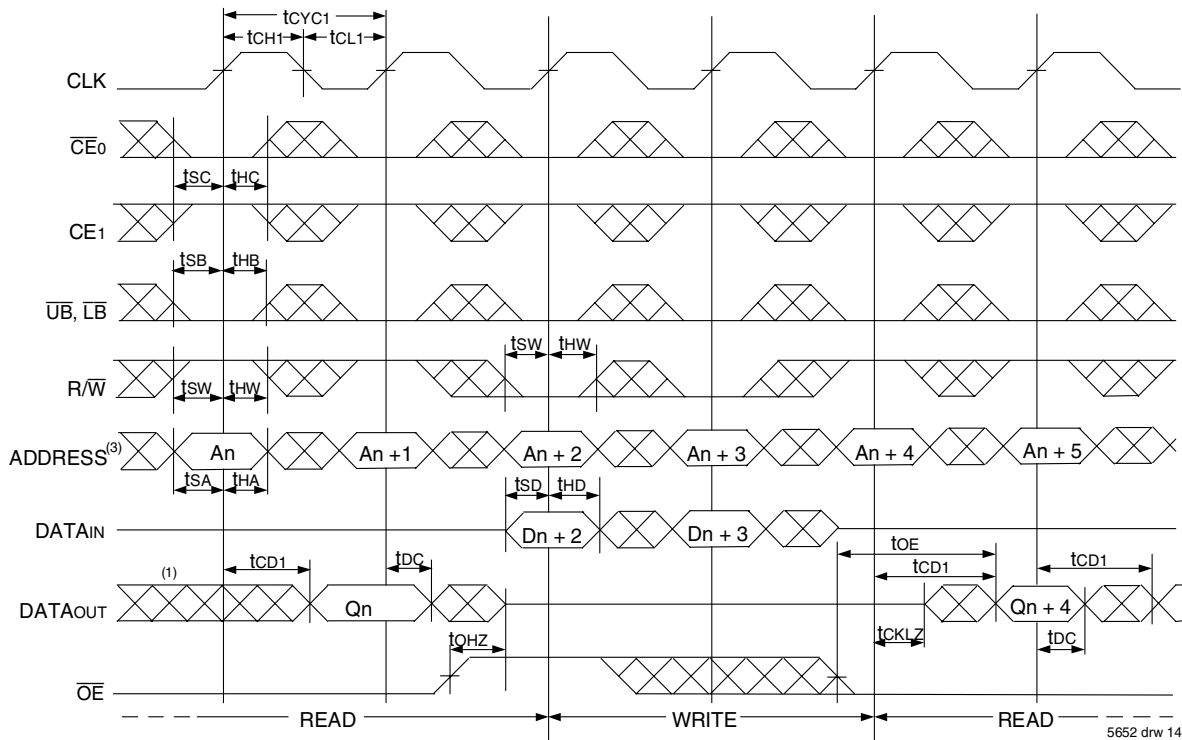 tCYC1
tCH1 tCL1
CLK
CE0
tSC tHC
CE1
tSB tHB
UB, LB
tSW tHW
R/W
tSW tHW
ADDRESS(3) An An +1 An + 2 An + 3 An + 4 An + 5
tSA tHA
tSD tHD
DATAIN Dn + 2 Dn + 3
tOE
tCD1 tDC tCD1 tCD1
(1)
DATAOUT Qn Qn + 4
tOHZ tCKLZ tDC
OE
READ WRITE READ
5652 drw 14